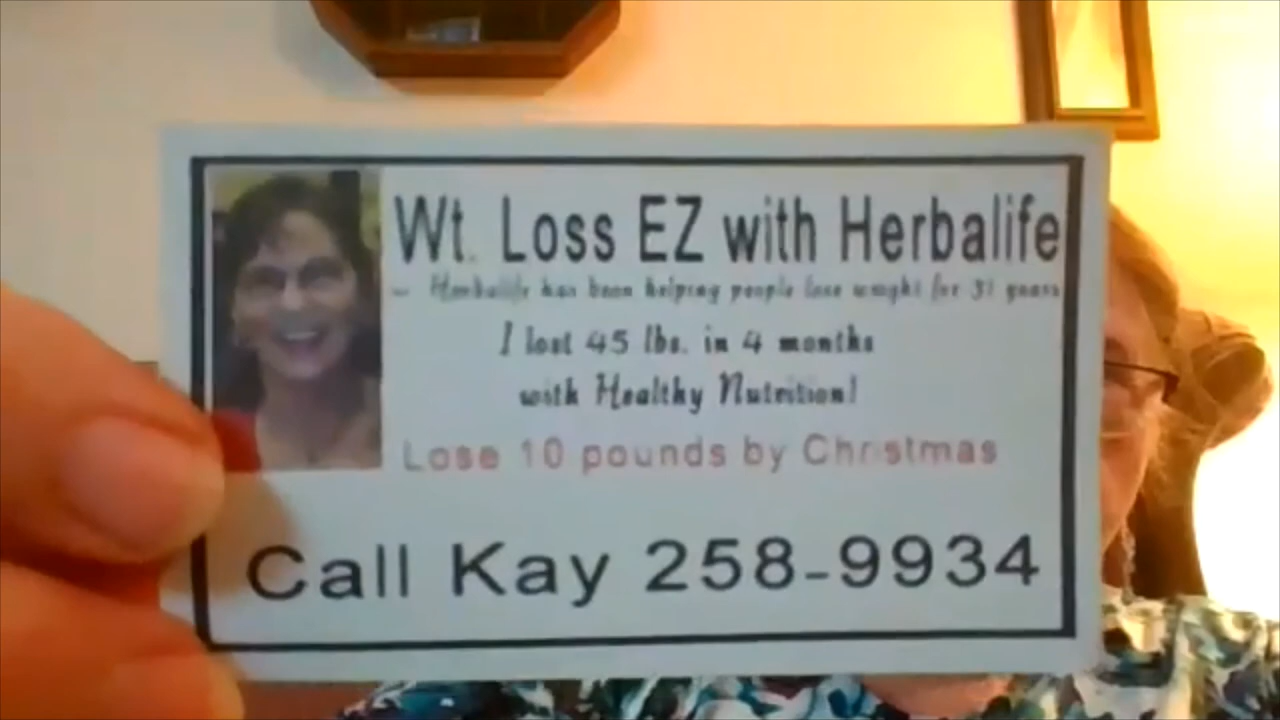 Wt. Loss EZ with Herbalife
Herbalife has been helping people lose weight for 31 years
I lost 45 lbs. in 4 months
with Healthy Nutrition!
Lose 10 pounds by Christmas
Call Kay 258-9934